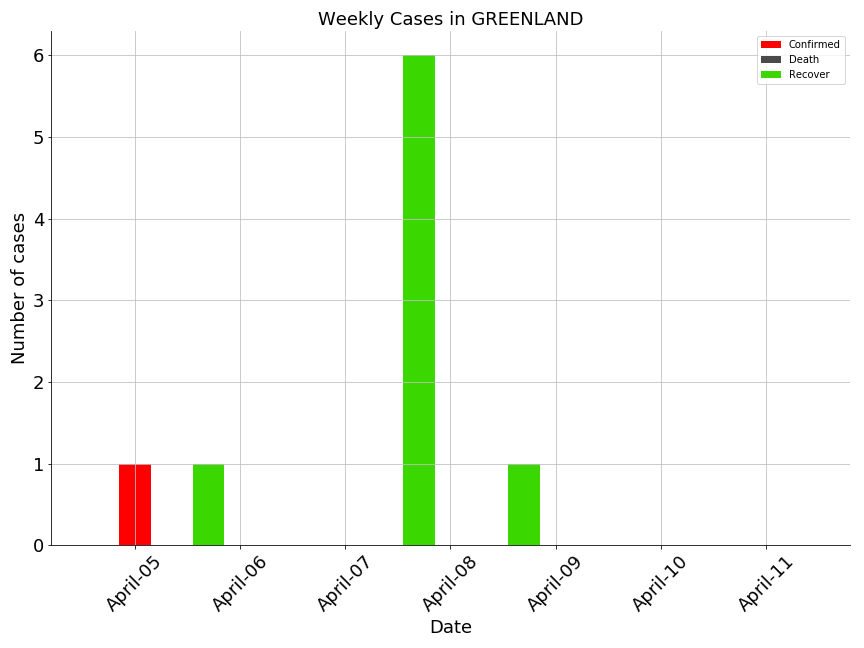 Weekly Cases in GREENLAND
Confirmed
Death
Recover
6
5
4
3
2
1
0
Number of cases
April-05
April-06
April-07
April-08
April-09
April-10
April-11
Date